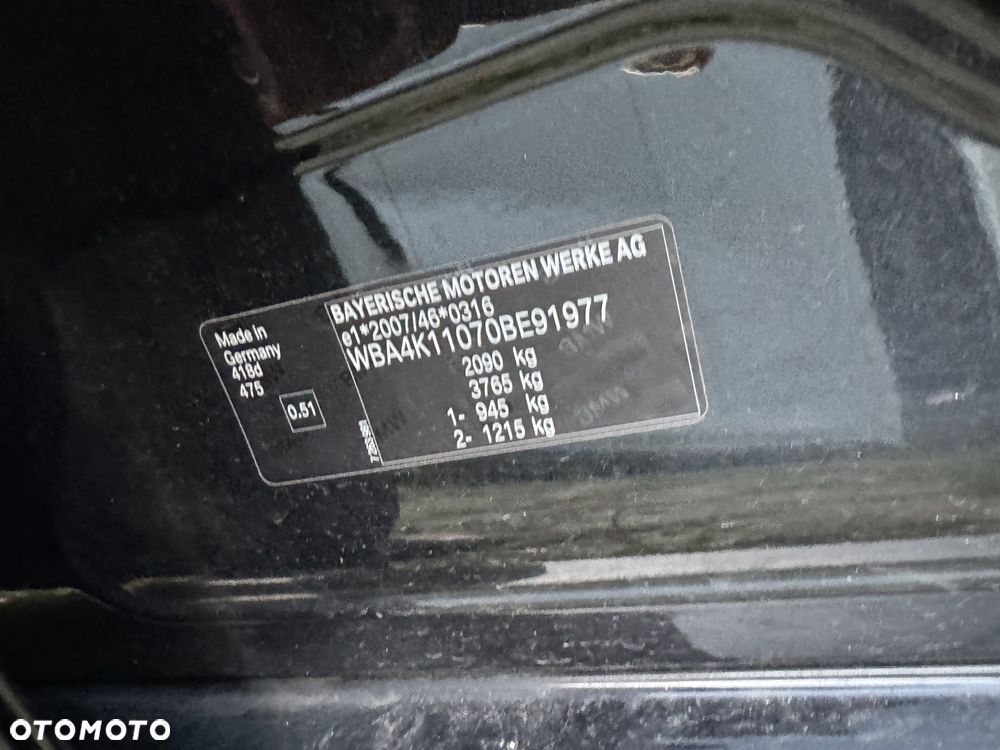 Made in
Germany
418d
475
0.51
BAYERISCHE MOTOREN WERKE AG
e1*2007/46*0316
WBA4K11070BE91977
2090 kg
3765 kg
1- 945 kg
2- 1215 kg
OTOMOTO